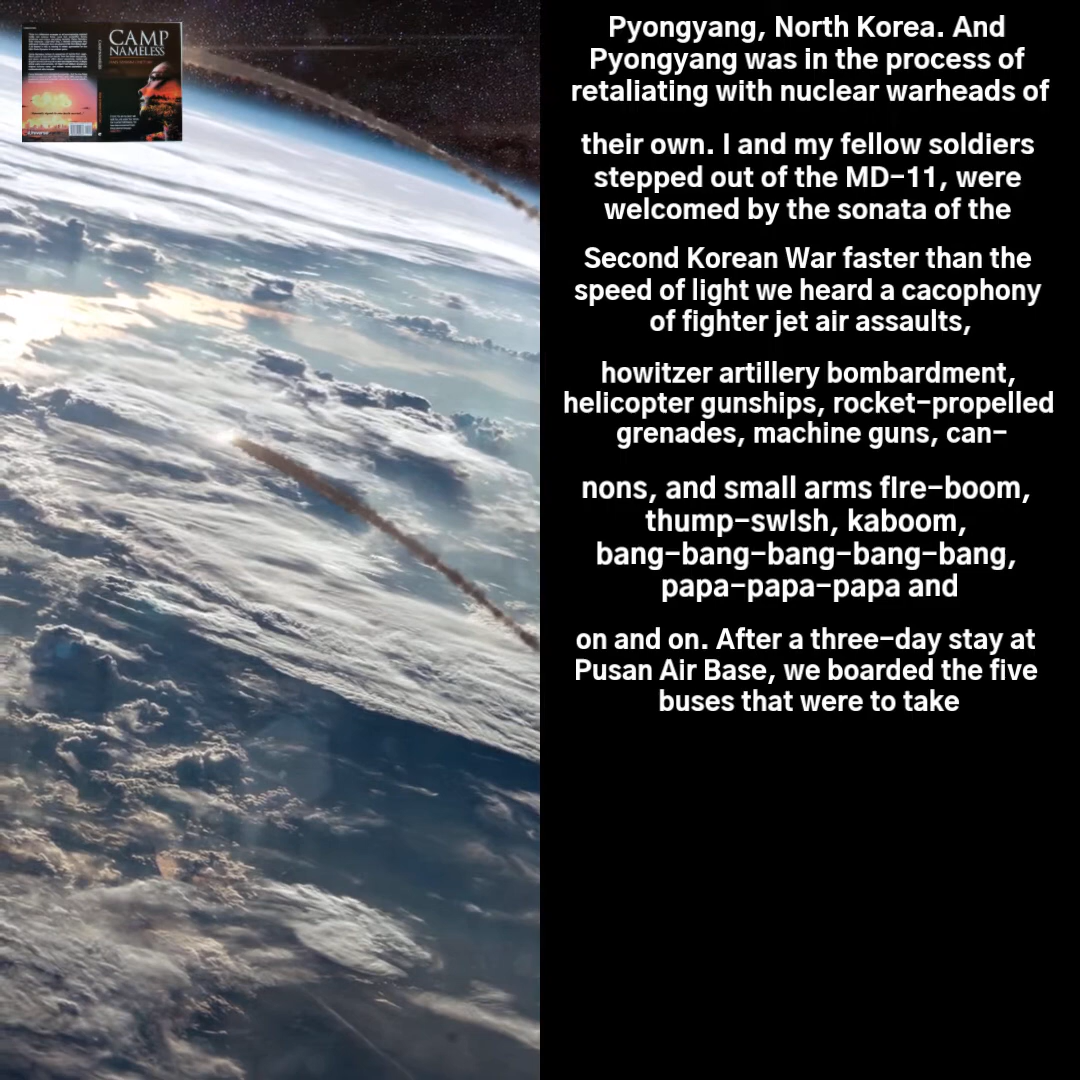 CAMP
NAMELESS
Pyongyang, North Korea. And
Pyongyang was in the process of
retaliating with nuclear warheads of
their own. I and my fellow soldiers
stepped out of the MD-11, were
welcomed by the sonata of the
Second Korean War faster than the
speed of light we heard a cacophony
of fighter jet air assaults,
howitzer artillery bombardment,
helicopter gunships, rocket-propelled
grenades, machine guns, can-
nons, and small arms fIre-boom,
thump-swIsh, kaboom,
bang-bang-bang-bang-bang,
papa-papa-papa and
on and on. After a three-day stay at
Pusan Air Base, we boarded the five
buses that were to take